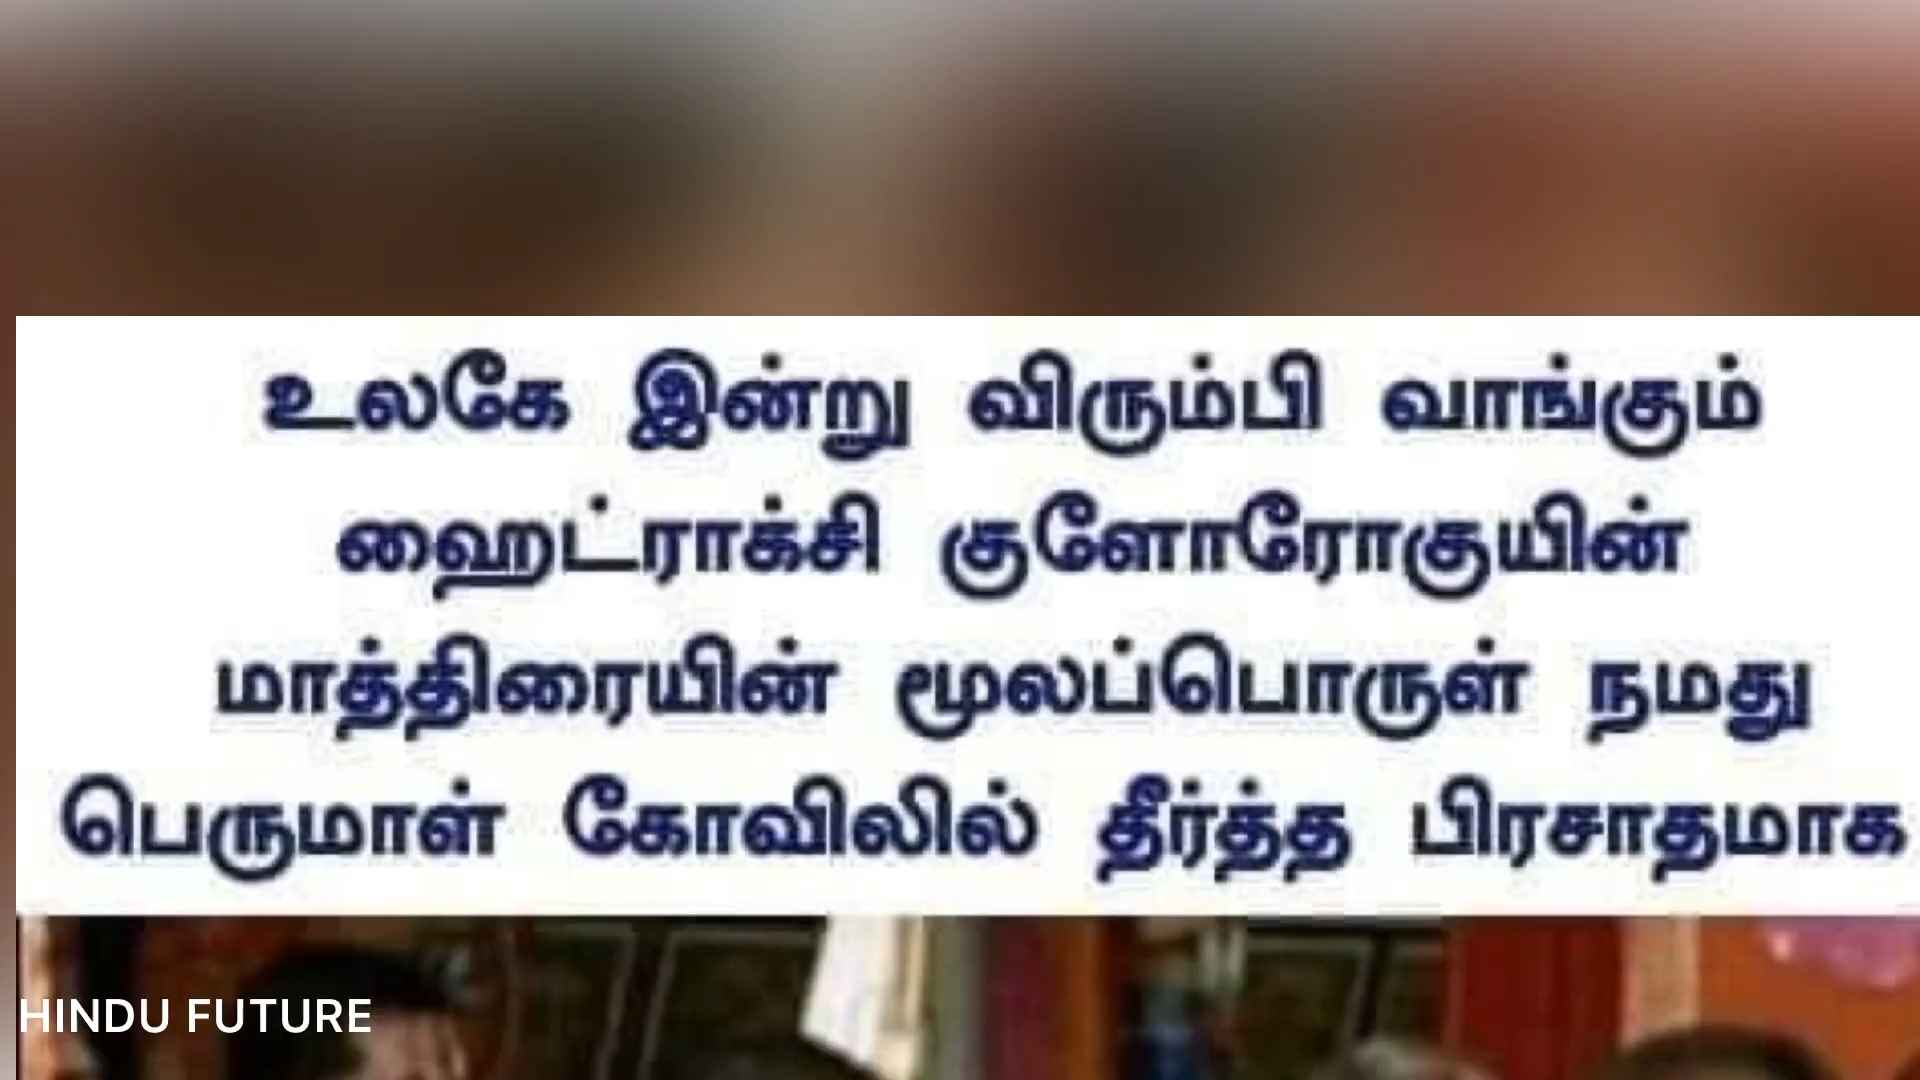 உலகே இன்று விரும்பி வாங்கும்
ஹைட்ராக்சி குளோரோகுயின்
மாத்திரையின் மூலப்பொருள் நமது
பெருமாள் கோவிலில் தீர்த்த பிரசாதமாக
HINDU FUTURE